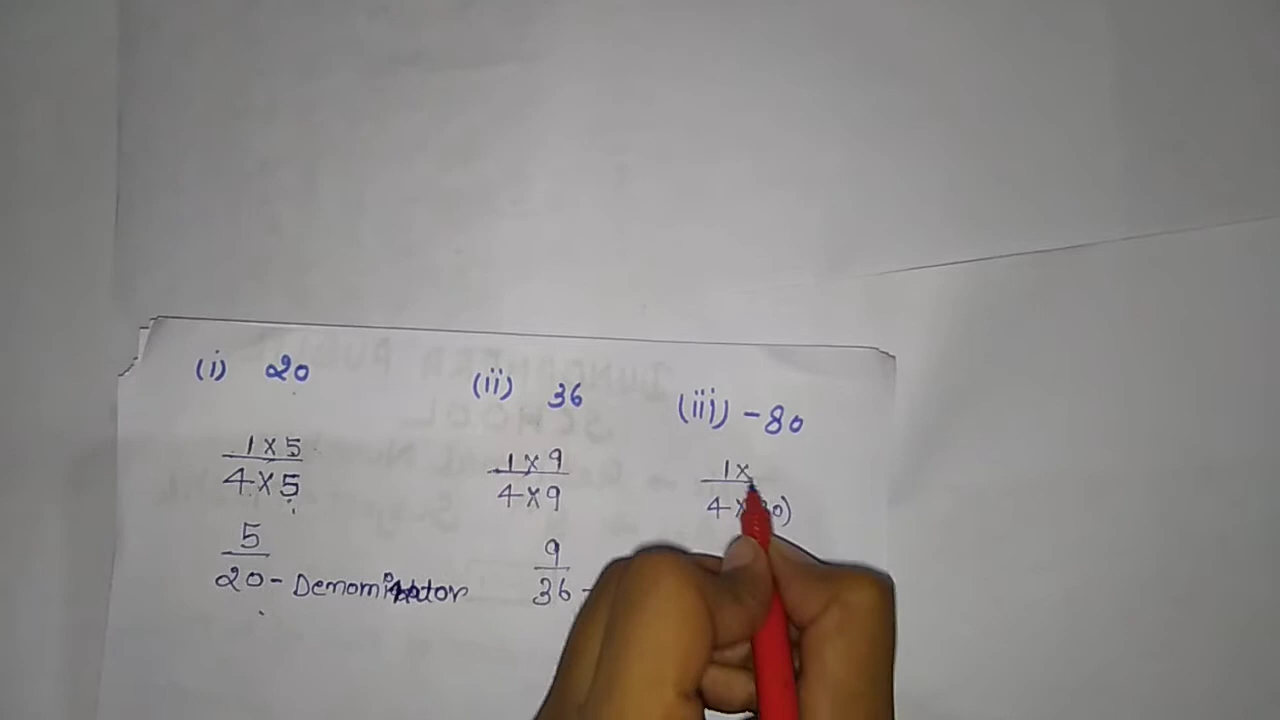 (i) 20 (ii) 36 (iii) -80
1×5 1×9 1×
4×5 4×9 4×
5 9
20 - Denominator 36 -